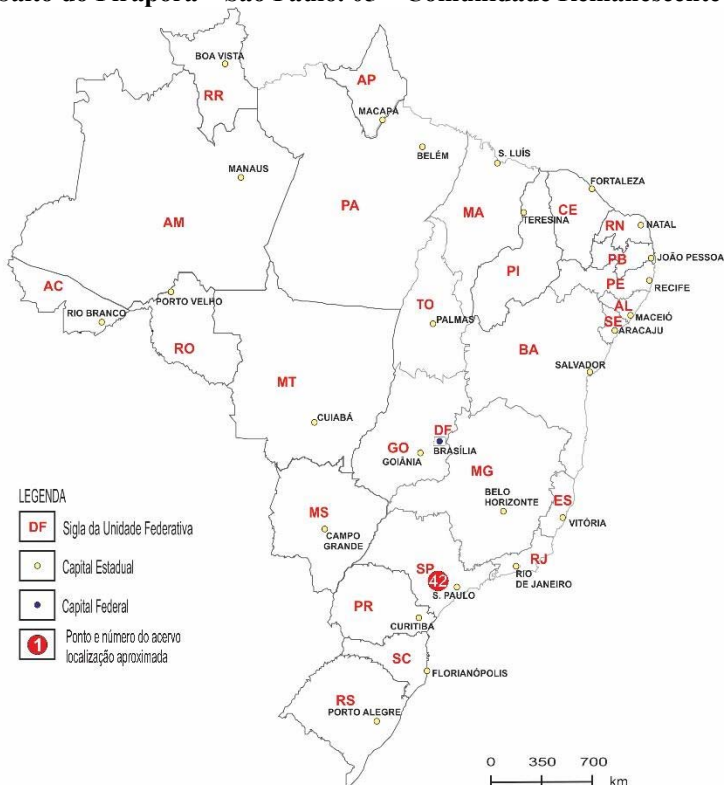 Salto do Pirapora – São Paulo. 03 – Comunidade Remanescente
BOA VISTA
RR
AP
MACAPÁ
BELÉM
S. LUÍS
MANAUS
FORTALEZA
PA
MA
TERESINA
CE
AM
RN
NATAL
PB
JOÃO PESSOA
PI
PE
RECIFE
AC
PORTO VELHO
TO
AL
MACEIÓ
RIO BRANCO
PALMAS
SE
ARACAJU
RO
BA
MT
SALVADOR
CUIABÁ
DF
GO
BRASÍLIA
GOIÂNIA
MG
LEGENDA
BELO
HORIZONTE
ES
MS
DF Sigla da Unidade Federativa
VITÓRIA
CAMPO
GRANDE
RJ
Capital Estadual
SP
42
RIO
DE JANEIRO
S. PAULO
Capital Federal
PR
CURITIBA
1 Ponto e número do acervo
localização aproximada
SC
FLORIANÓPOLIS
RS
PORTO ALEGRE
0 350 700
km